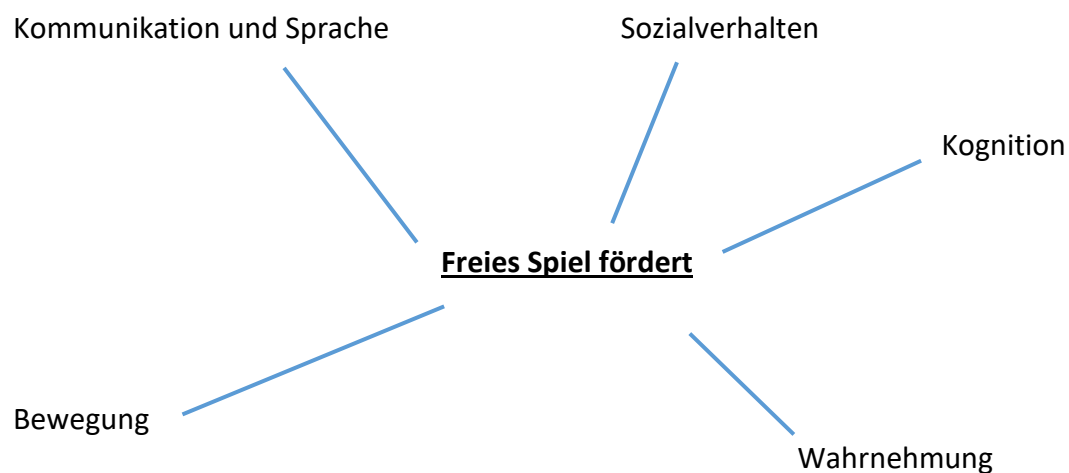 Kommunikation und Sprache
Sozialverhalten
Kognition
Freies Spiel fördert
Bewegung
Wahrnehmung